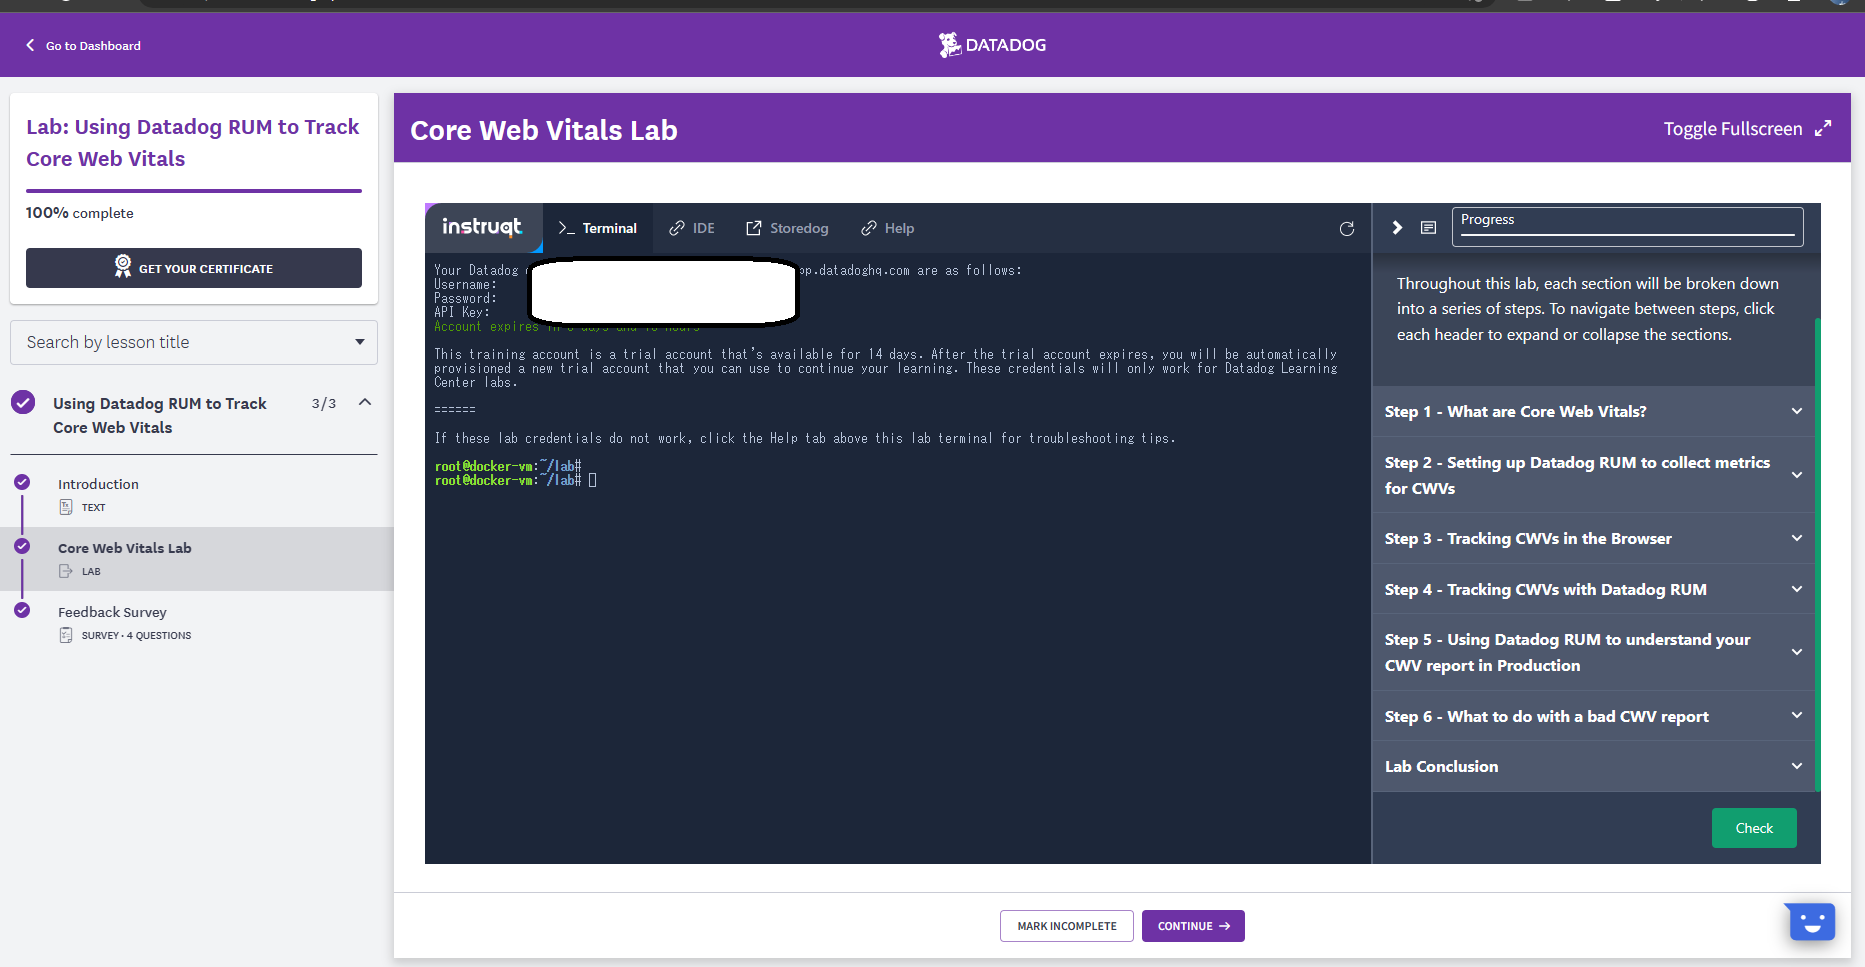 Go to Dashboard
DATADOG
Lab: Using Datadog RUM to Track
Core Web Vitals
100% complete
GET YOUR CERTIFICATE
Search by lesson title
Using Datadog RUM to Track
Core Web Vitals
3/3
Introduction
TEXT
Core Web Vitals Lab
LAB
Feedback Survey
SURVEY • 4 QUESTIONS
Core Web Vitals Lab
Toggle Fullscreen
instruqt
Terminal
IDE
Storedog
Help
Your Datadog .datadoghq.com are as follows:
Username:
Password:
API Key:
Account expires in days and hours
This training account is a trial account that's available for 14 days. After the trial account expires, you will be automatically
provisioned a new trial account that you can use to continue your learning. These credentials will only work for Datadog Learning
Center labs.
======
If these lab credentials do not work, click the Help tab above this lab terminal for troubleshooting tips.
root@docker-vm:~/lab#
root@docker-vm:~/lab#
Progress
Throughout this lab, each section will be broken down
into a series of steps. To navigate between steps, click
each header to expand or collapse the sections.
Step 1 - What are Core Web Vitals?
Step 2 - Setting up Datadog RUM to collect metrics
for CWVs
Step 3 - Tracking CWVs in the Browser
Step 4 - Tracking CWVs with Datadog RUM
Step 5 - Using Datadog RUM to understand your
CWV report in Production
Step 6 - What to do with a bad CWV report
Lab Conclusion
Check
MARK INCOMPLETE
CONTINUE